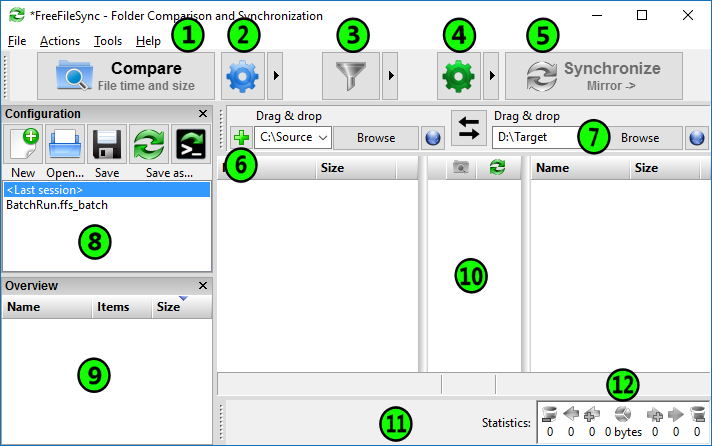 *FreeFileSync - Folder Comparison and Synchronization
File Actions Tools Help
1 2 3 4 5
Compare
File time and size
Synchronize
Mirror ->
Configuration
Drag & drop
Drag & drop
C:\Source Browse
D:\Target 7 Browse
New Open... Save Save as...
6
Size
Name Size
<Last session>
BatchRun.ffs_batch
8
10
Overview
Name Items Size
9
12
11
Statistics:
0 0 0 0 bytes 0 0 0